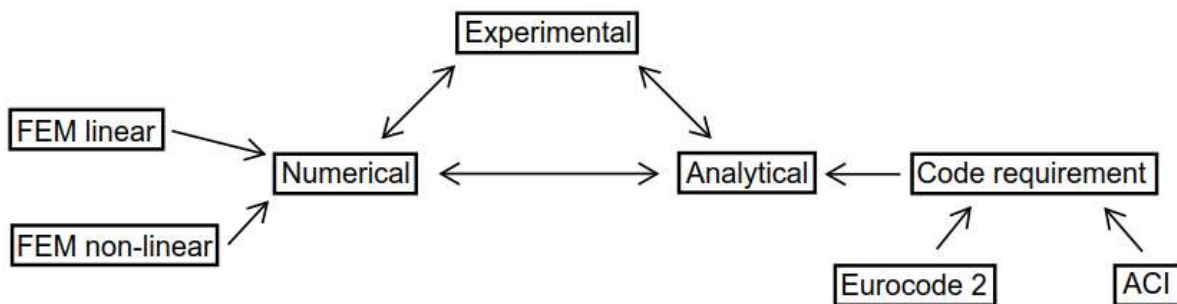 Experimental
FEM linear
Numerical
Analytical
Code requirement
FEM non-linear
Eurocode 2
ACI